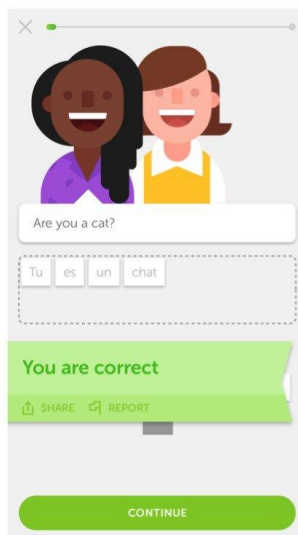 Are you a cat?
Tu es un chat
You are correct
SHARE REPORT
CONTINUE